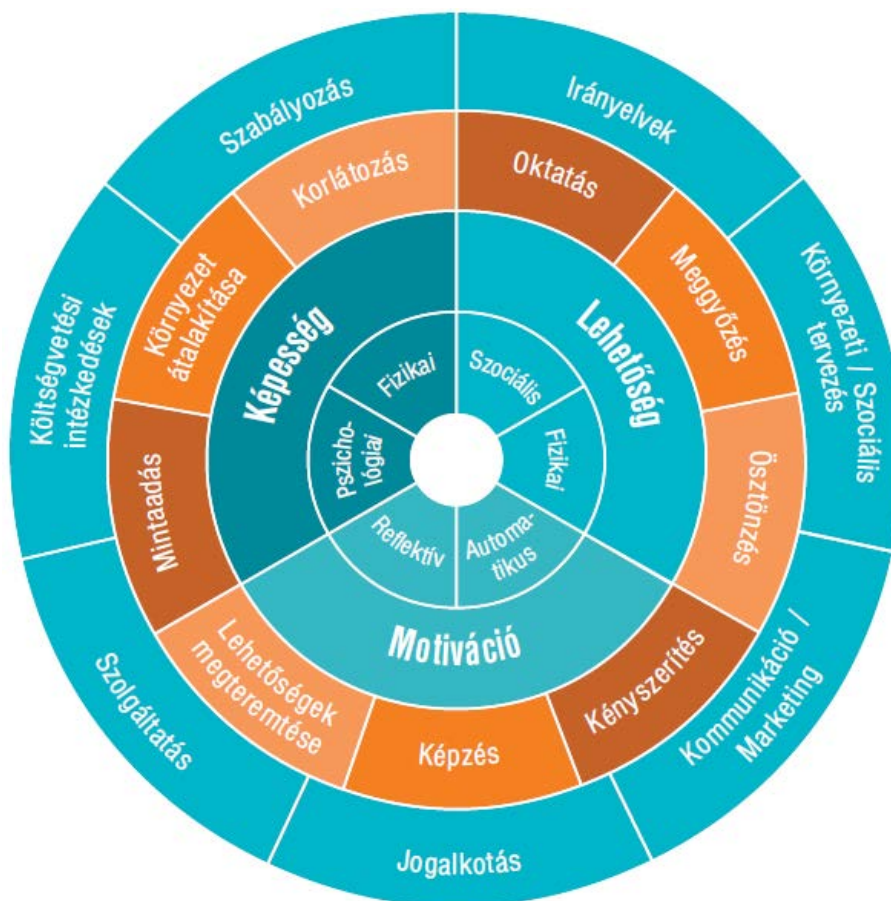 Szabályozás
Irányelvek
Környezeti / Szociális
tervezés
Kommunikáció /
Marketing
Jogalkotás
Szolgáltatás
Költségvetési
intézkedések
Korlátozás
Oktatás
Meggyőzés
Ösztönzés
Kényszerítés
Képzés
Lehetőségek
megteremtése
Mintaadás
Környezet
átalakítása
Képesség
Lehetőség
Motiváció
Fizikai
Szociális
Fizikai
Automa-
tikus
Reflektív
Pszicho-
lógiai